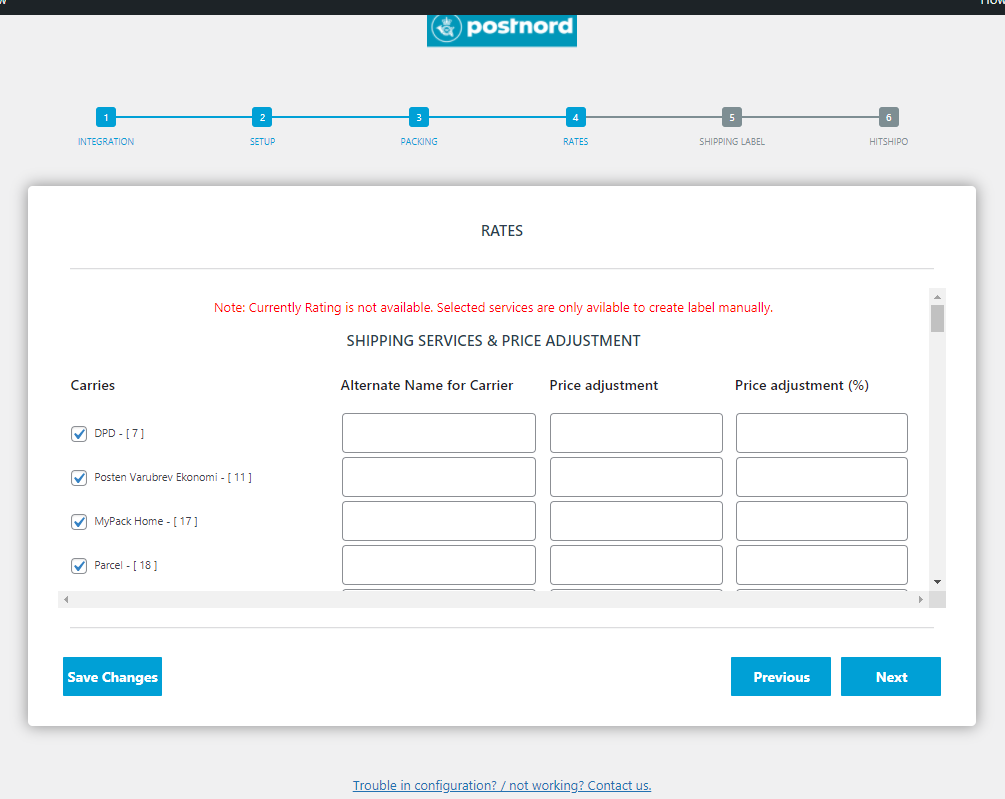 postnord
1 2 3 4 5 6
INTEGRATION SETUP PACKING RATES SHIPPING LABEL HITSHIPO
RATES
Note: Currently Rating is not available. Selected services are only avilable to create label manually.
SHIPPING SERVICES & PRICE ADJUSTMENT
Carries Alternate Name for Carrier Price adjustment Price adjustment (%)
DPD - [ 7 ]
Posten Varubrev Ekonomi - [ 11 ]
MyPack Home - [ 17 ]
Parcel - [ 18 ]
Save Changes Previous Next
Trouble in configuration? / not working? Contact us.